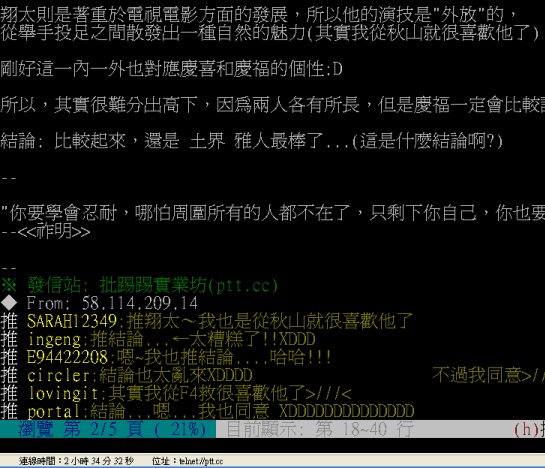 翔太則是著重於電視電影方面的發展，所以他的演技是"外放"的，
從舉手投足之間散發出一種自然的魅力(其實我從秋山就很喜歡他了)
剛好這一內一外也對應慶喜和慶福的個性:D
所以，其實很難分出高下，因為兩人各有所長，但是慶福一定會比較
結論: 比較起來，還是 土界 雅人最棒了...(這是什麼結論啊?)
--
"你要學會忍耐，哪怕周圍所有的人都不在了，只剩下你自己，你也要
--<<祚明>>
--
※ 發信站: 批踢踢實業坊(ptt.cc)
◆ From: 58.114.209.14
推 SARAH12349:推翔太～我也是從秋山就很喜歡他了
推 ingeng:推結論...←太糟糕了!!XDDD
推 E94422208:嗯~我也推結論....哈哈!!!
推 circler:結論也太亂來XDDDD 不過我同意>/
推 lovingit:其實我從F4救很喜歡他了>///<
推 portal:結論...嗯...我也同意 XDDDDDDDDDDDDDD
瀏覽 第 2/5 頁 ( 21%) 目前顯示: 第 18~40 行 (h)
連線時間：2 小時 34 分 32 秒 位址：telnet://ptt.cc